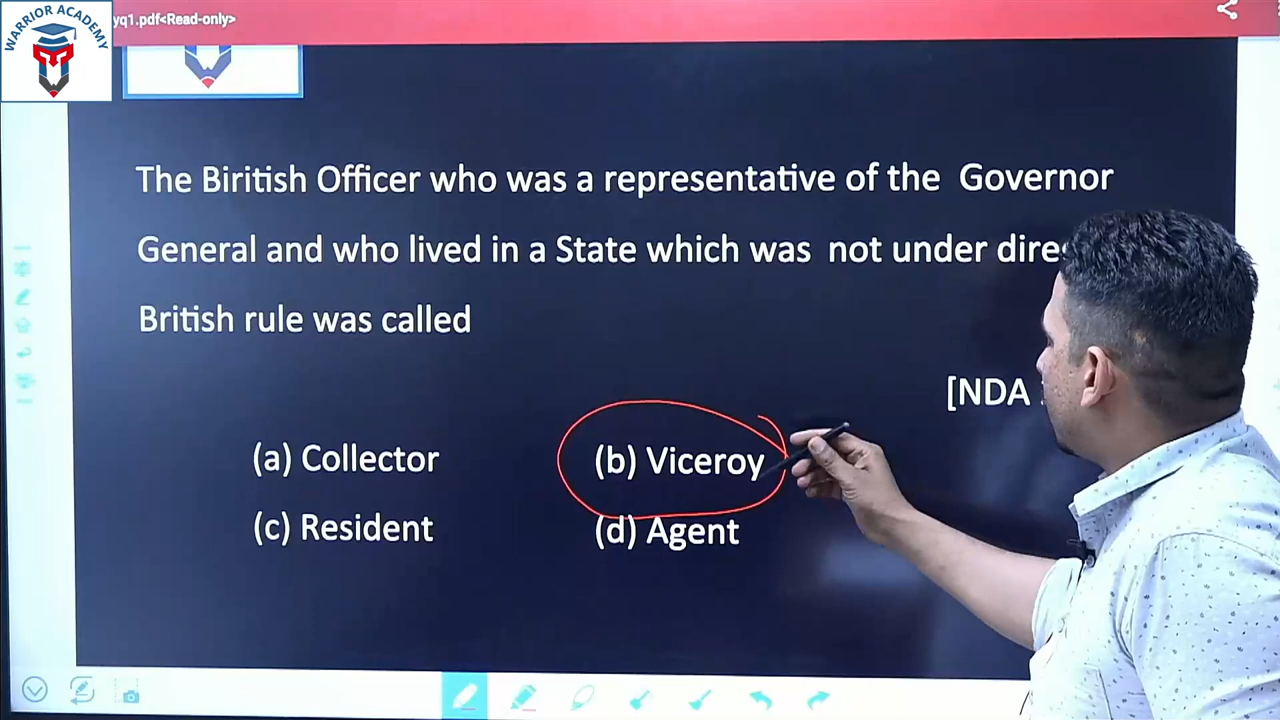 WARRIOR ACADEMY
yq1.pdf<Read-only>
The Biritish Officer who was a representative of the Governor
General and who lived in a State which was not under
British rule was called
[NDA
(a) Collector
(b) Viceroy
(c) Resident
(d) Agent